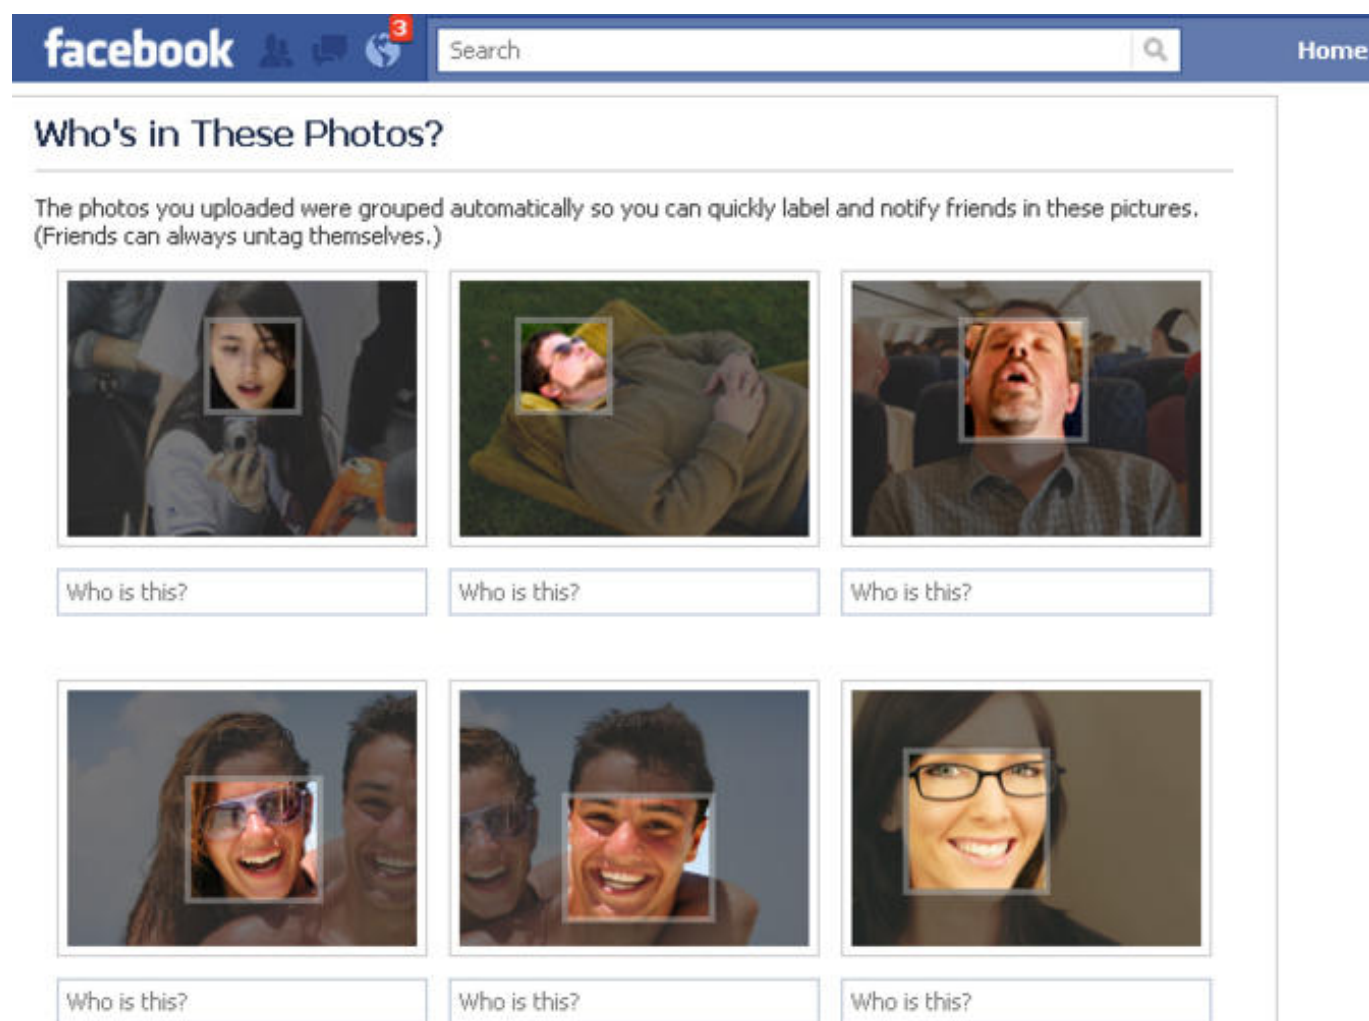 facebook 3 Search Home
Who's in These Photos?
The photos you uploaded were grouped automatically so you can quickly label and notify friends in these pictures.
(Friends can always untag themselves.)
Who is this? Who is this? Who is this?
Who is this? Who is this? Who is this?